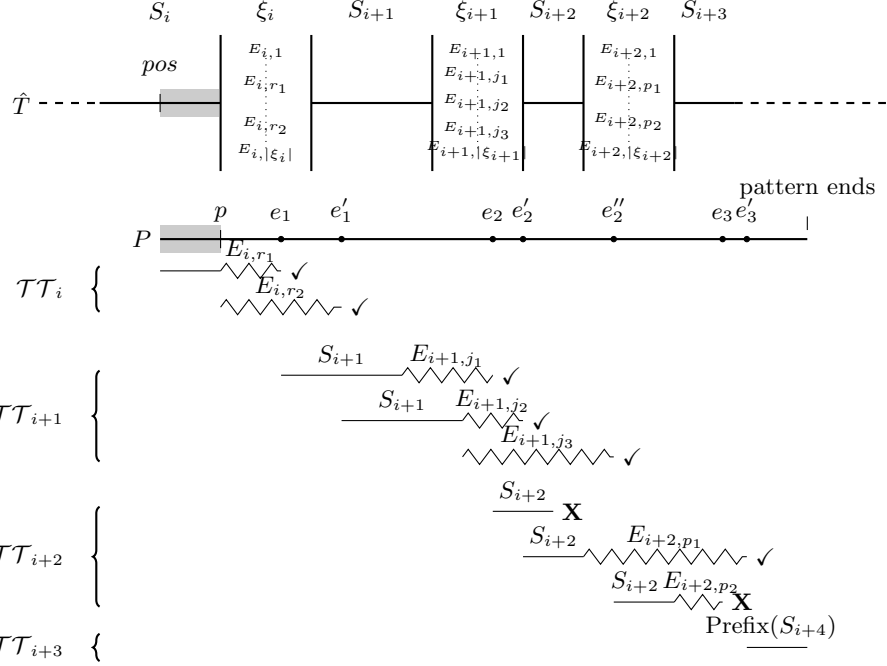 S_i ξ_i S_{i+1} ξ_{i+1} S_{i+2} ξ_{i+2} S_{i+3}
E_{i,1} E_{i+1,1} E_{i+2,1}
pos
E_{i,r_1} E_{i+1,j_1} E_{i+2,p_1}
T̂ E_{i+1,j_2}
E_{i,r_2} E_{i+1,j_3} E_{i+2,p_2}
E_{i,|ξ_i|} E_{i+1,|ξ_{i+1}|} E_{i+2,|ξ_{i+2}|}
pattern ends
p e_1 e'_1 e_2 e'_2 e''_2 e_3 e'_3
P
E_{i,r_1} ✓
𝒯𝒯_i E_{i,r_2} ✓
S_{i+1} E_{i+1,j_1} ✓
𝒯𝒯_{i+1} S_{i+1} E_{i+1,j_2} ✓
E_{i+1,j_3} ✓
S_{i+2} X
𝒯𝒯_{i+2} S_{i+2} E_{i+2,p_1} ✓
S_{i+2} E_{i+2,p_2} X
Prefix(S_{i+4})
𝒯𝒯_{i+3}